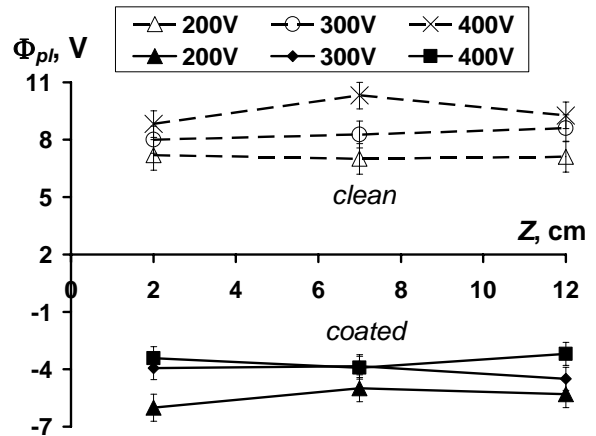 200V 300V 400V
200V 300V 400V
Φpl, V
11
8
5
2
-1
-4
-7
clean
Z, cm
0 2 4 6 8 10 12
coated